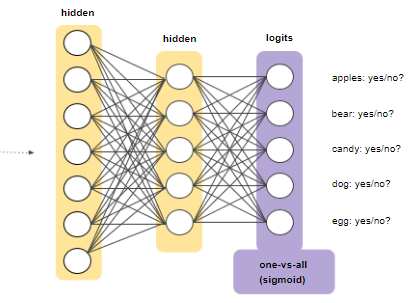 hidden
hidden
logits
apples: yes/no?
bear: yes/no?
candy: yes/no?
dog: yes/no?
egg: yes/no?
one-vs-all
(sigmoid)